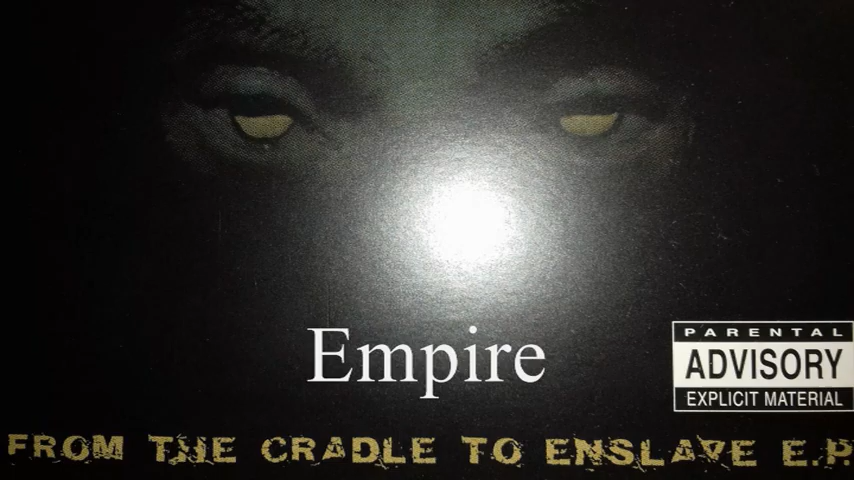 Empire
PARENTAL
ADVISORY
EXPLICIT MATERIAL
FROM THE CRADLE TO ENSLAVE E.P.